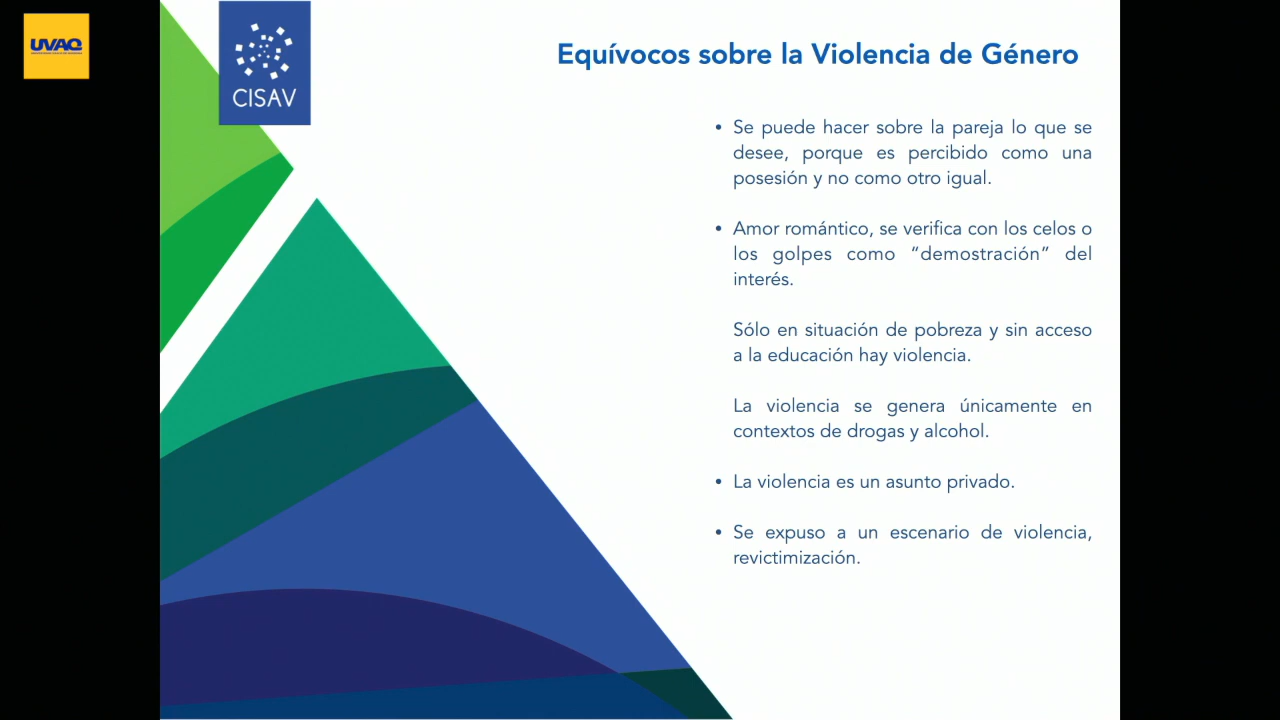 UVAQ
CISAV
Equívocos sobre la Violencia de Género
• Se puede hacer sobre la pareja lo que se
desee, porque es percibido como una
posesión y no como otro igual.
• Amor romántico, se verifica con los celos o
los golpes como “demostración” del
interés.
Sólo en situación de pobreza y sin acceso
a la educación hay violencia.
La violencia se genera únicamente en
contextos de drogas y alcohol.
• La violencia es un asunto privado.
• Se expuso a un escenario de violencia,
revictimización.